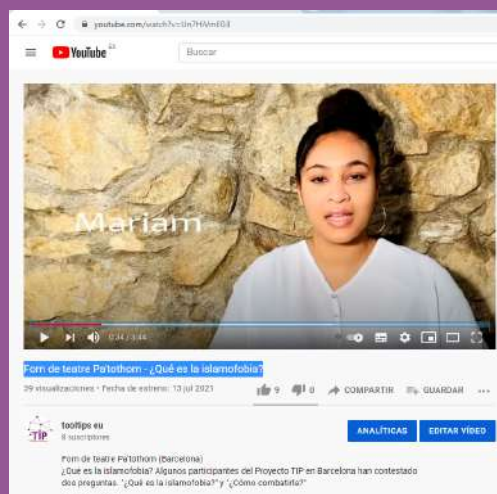 YouTube ES
Buscar
Mariam
0:34 / 3:44
Forn de teatre Pa'tothom - ¿Qué es la islamofobia?
39 visualizaciones • Fecha de estreno: 13 jul 2021
9
0
COMPARTIR
GUARDAR
TIP
tooltips eu
8 suscriptores
ANALÍTICAS
EDITAR VÍDEO
Forn de teatre Pa'tothom (Barcelona)
¿Qué es la islamofobia? Algunos participantes del Proyecto TIP en Barcelona han contestado
dos preguntas. "¿Qué es la islamofobia?" y "¿Cómo combatirla?"